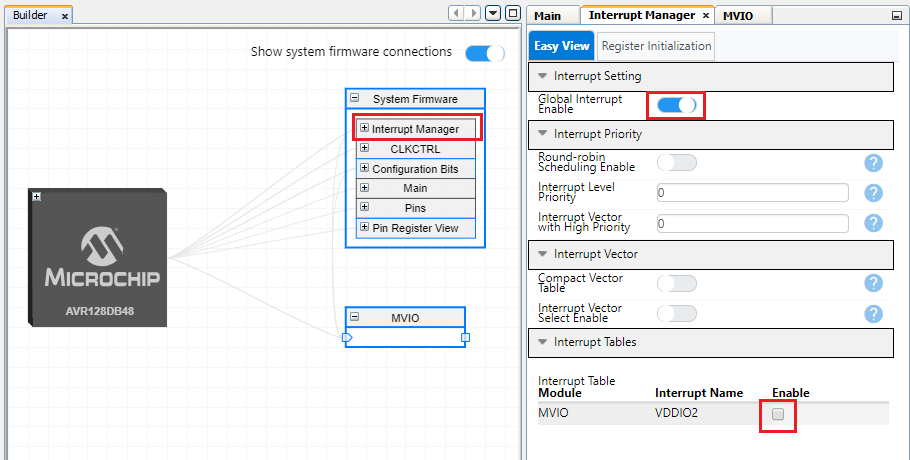 Builder x
Show system firmware connections
System Firmware
Interrupt Manager
CLKCTRL
Configuration Bits
Main
Pins
Pin Register View
MICROCHIP
AVR128DB48
MVIO
Main
Interrupt Manager x
MVIO
Easy View
Register Initialization
Interrupt Setting
Global Interrupt
Enable
Interrupt Priority
Round-robin
Scheduling Enable
?
Interrupt Level
Priority
0
?
Interrupt Vector
with High Priority
0
?
Interrupt Vector
Compact Vector
Table
?
Interrupt Vector
Select Enable
?
Interrupt Tables
Interrupt Table
Module Interrupt Name Enable
MVIO VDDIO2